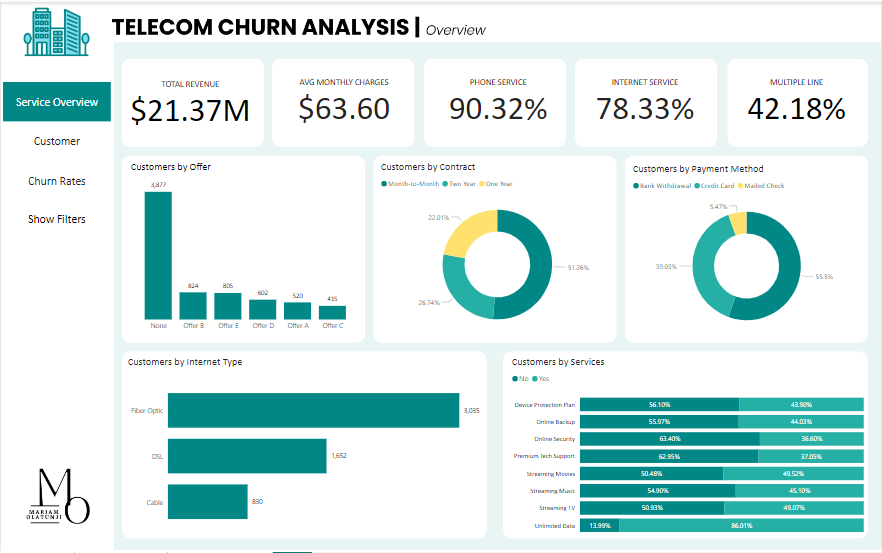 TELECOM CHURN ANALYSIS | Overview
Service Overview
Customer
Churn Rates
Show Filters
TOTAL REVENUE
$21.37M
AVG MONTHLY CHARGES
$63.60
PHONE SERVICE
90.32%
INTERNET SERVICE
78.33%
MULTIPLE LINE
42.18%
Customers by Offer
3,877
824
805
602
520
415
None
Offer B
Offer E
Offer D
Offer A
Offer C
Customers by Contract
Month-to-Month Two Year One Year
22.01%
51.26%
26.74%
Customers by Payment Method
Bank Withdrawal Credit Card Mailed Check
5.47%
39.03%
55.5%
Customers by Internet Type
Fiber Optic 3,035
DSL 1,652
Cable 830
Customers by Services
No Yes
Device Protection Plan 56.10% 43.90%
Online Backup 55.97% 44.03%
Online Security 63.40% 36.60%
Premium Tech Support 62.95% 37.05%
Streaming Movies 50.48% 49.52%
Streaming Music 54.90% 45.10%
Streaming TV 50.93% 49.07%
Unlimited Data 13.99% 86.01%
MO
MARIAM
OLATUNJI